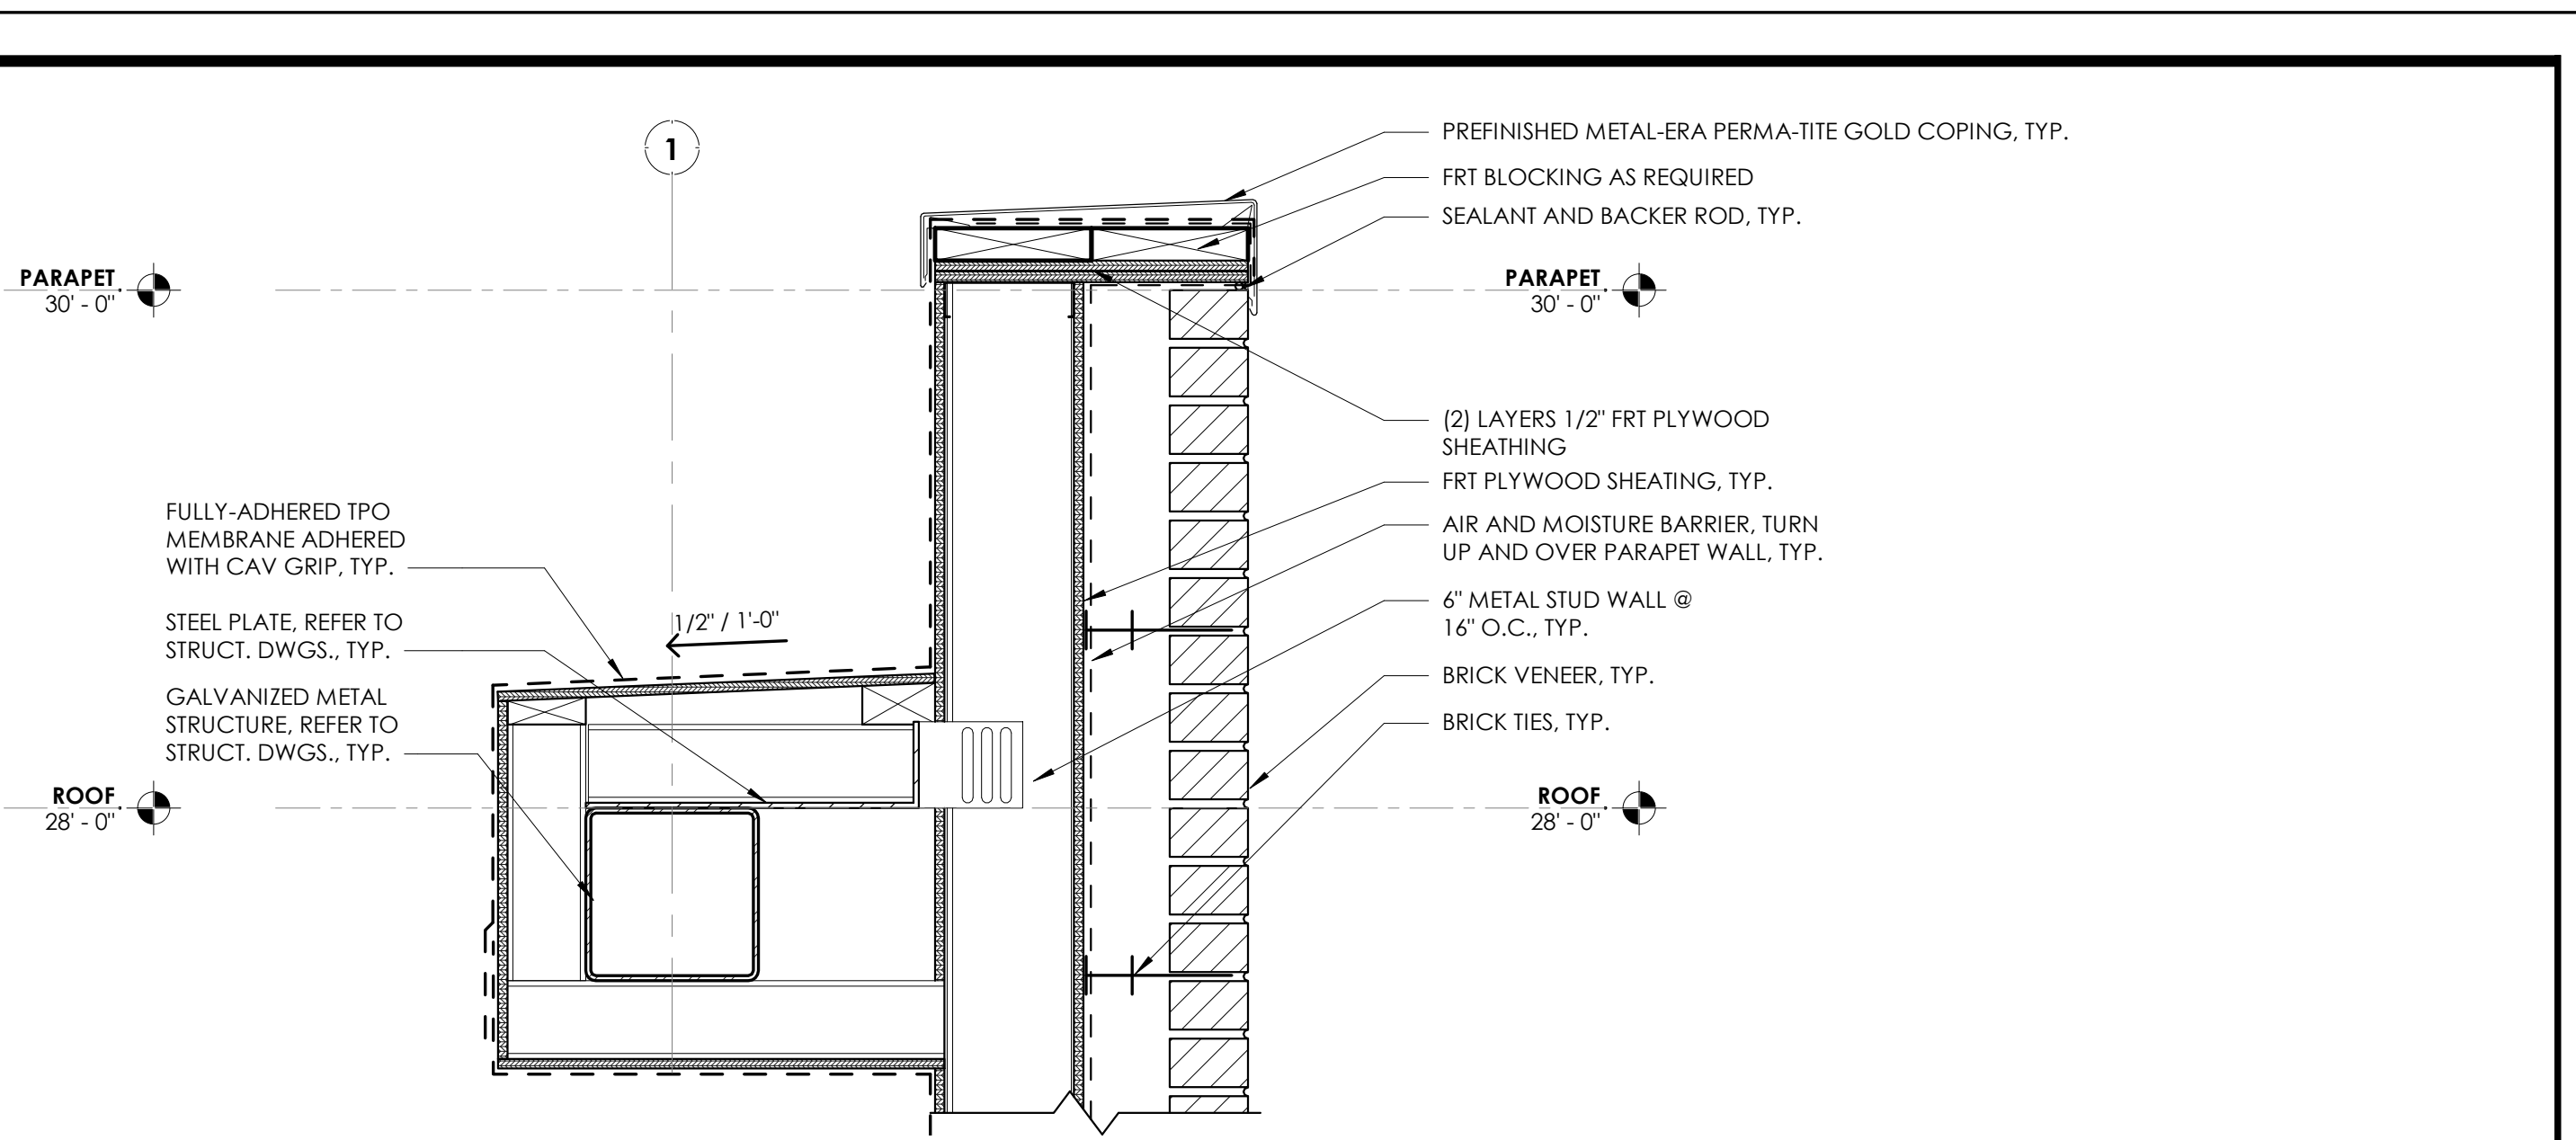 1
PREFINISHED METAL-ERA PERMA-TITE GOLD COPING, TYP.
FRT BLOCKING AS REQUIRED
SEALANT AND BACKER ROD, TYP.
PARAPET
30' - 0"
PARAPET
30' - 0"
(2) LAYERS 1/2" FRT PLYWOOD
SHEATHING
FRT PLYWOOD SHEATING, TYP.
AIR AND MOISTURE BARRIER, TURN
UP AND OVER PARAPET WALL, TYP.
6" METAL STUD WALL @
16" O.C., TYP.
BRICK VENEER, TYP.
BRICK TIES, TYP.
FULLY-ADHERED TPO
MEMBRANE ADHERED
WITH CAV GRIP, TYP.
STEEL PLATE, REFER TO
STRUCT. DWGS., TYP.
GALVANIZED METAL
STRUCTURE, REFER TO
STRUCT. DWGS., TYP.
1/2" / 1'-0"
ROOF
28' - 0"
ROOF
28' - 0"